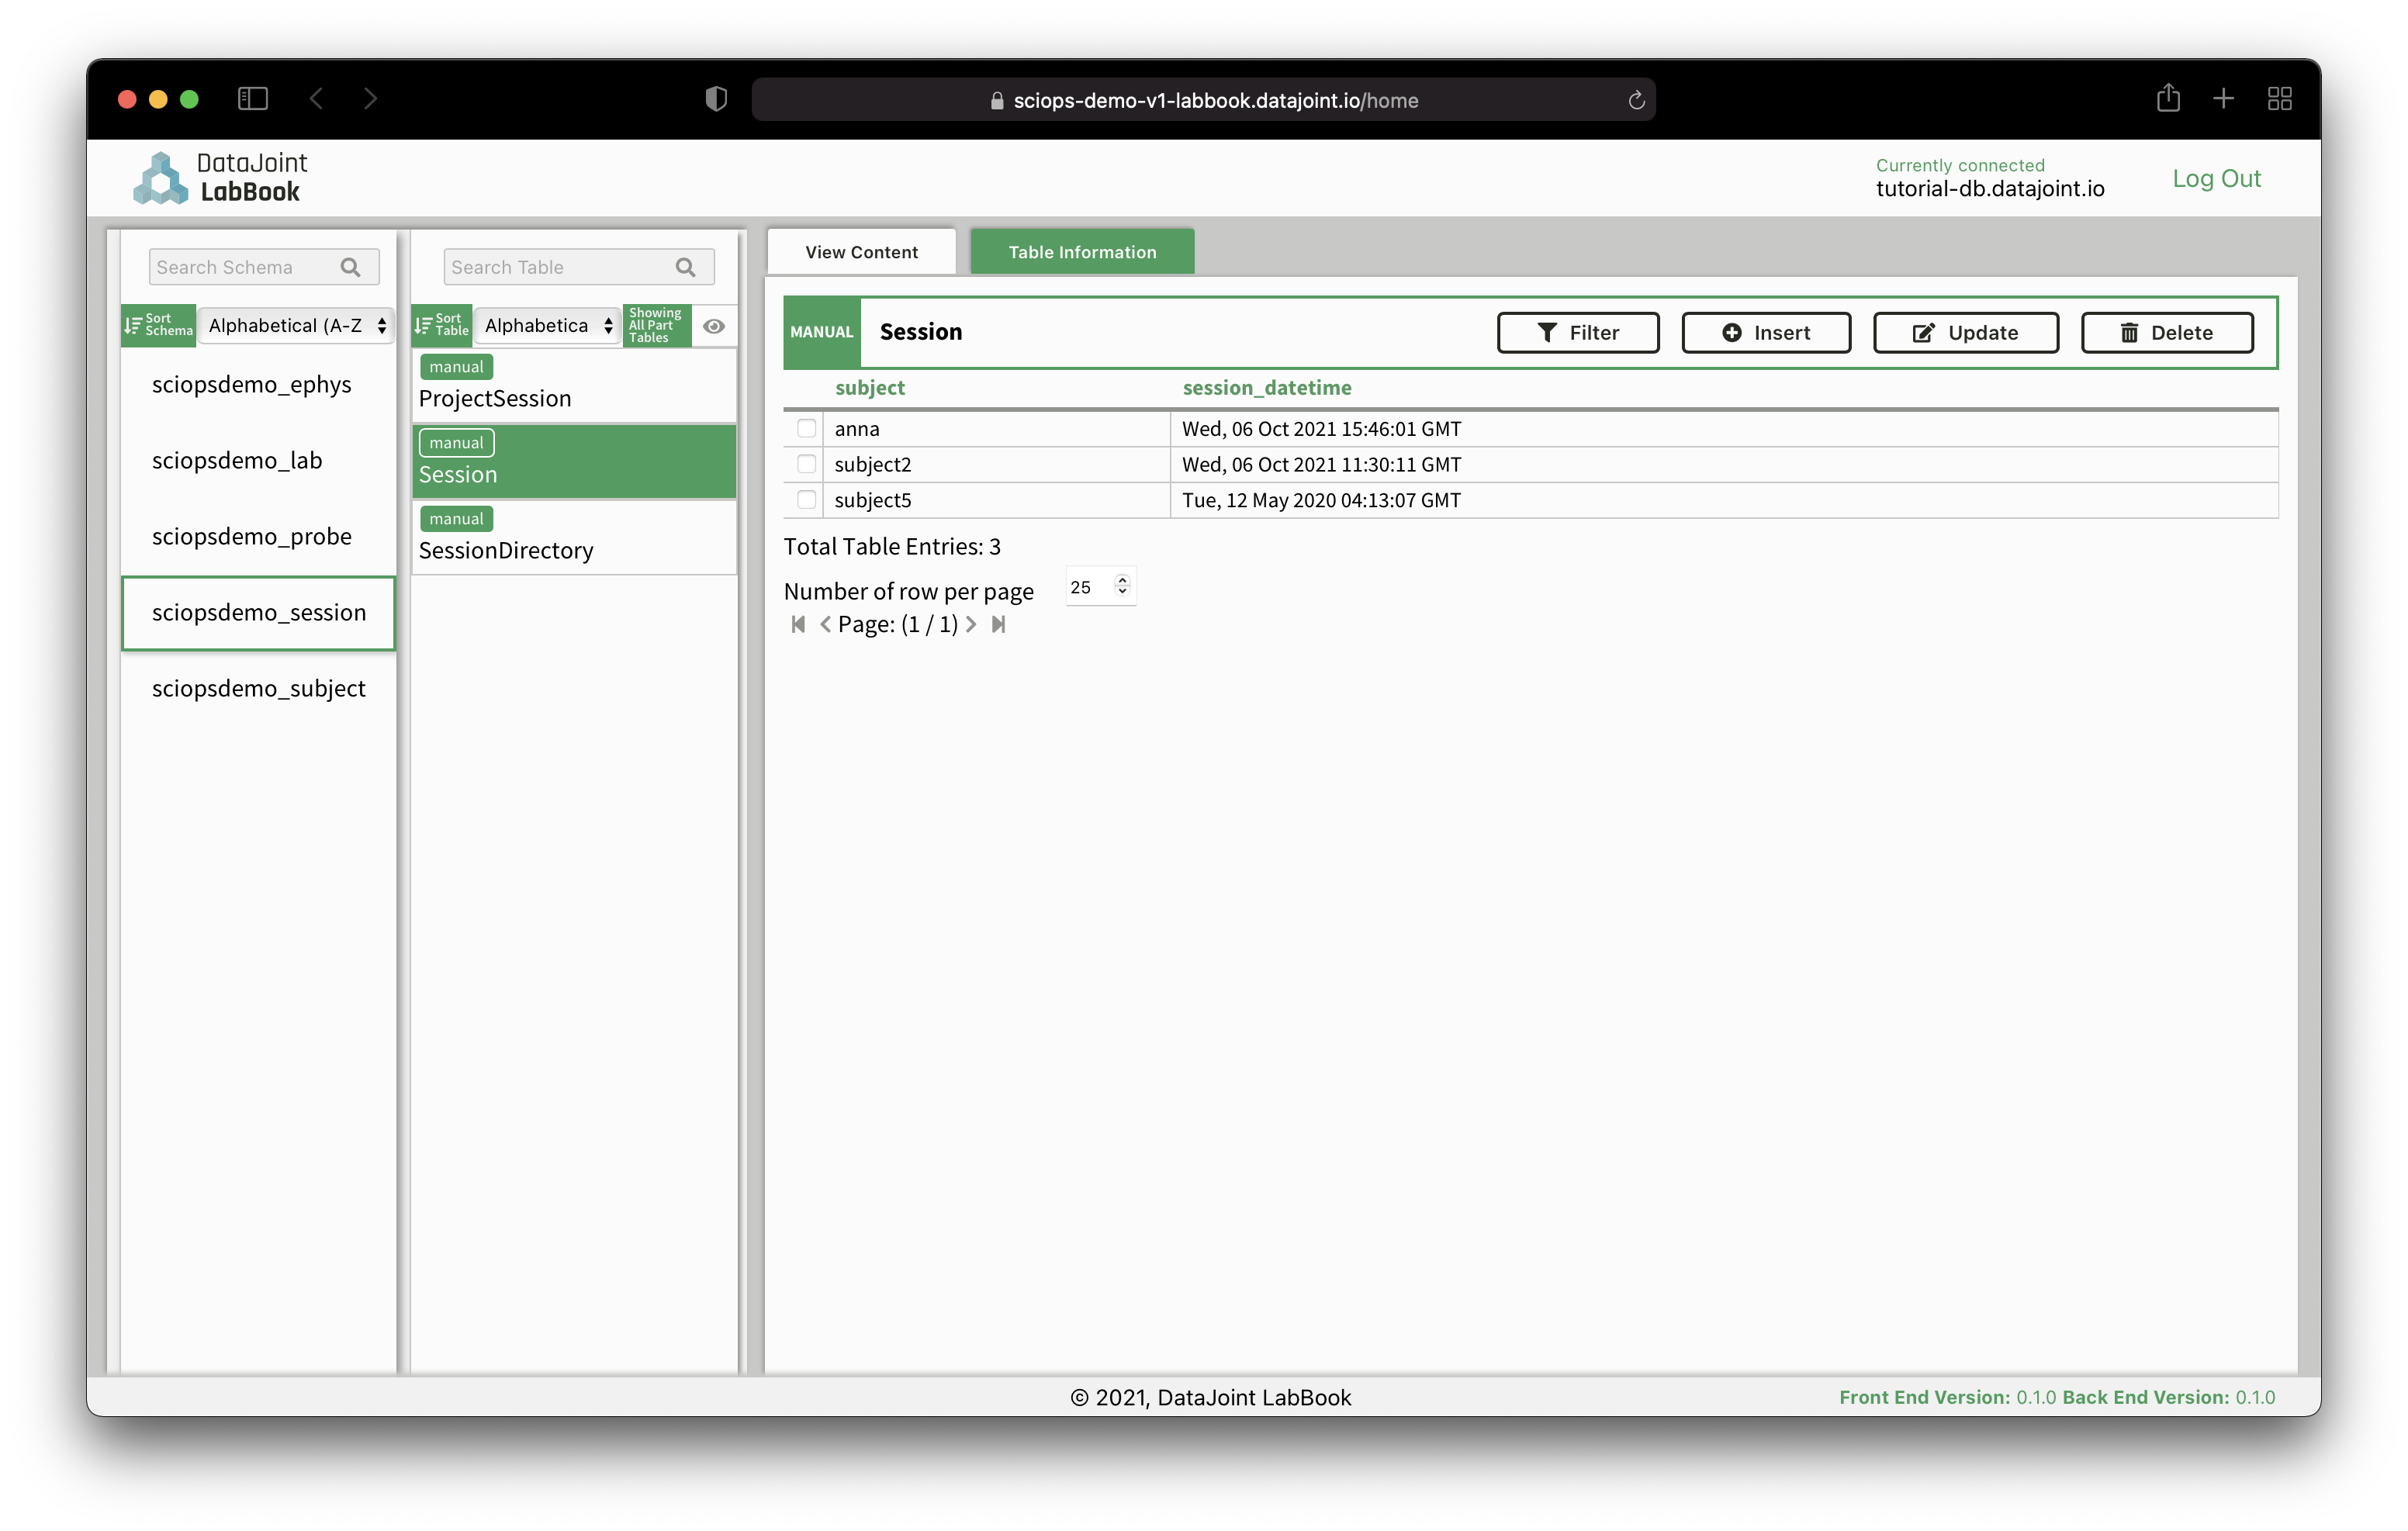 sciops-demo-v1-labbook.datajoint.io/home
DataJoint
LabBook
Currently connected
tutorial-db.datajoint.io
Log Out
Search Schema
Sort
Schema
Alphabetical (A-Z
sciopsdemo_ephys
sciopsdemo_lab
sciopsdemo_probe
sciopsdemo_session
sciopsdemo_subject
Search Table
Sort
Table
Alphabetica
Showing
All Part
Tables
manual
ProjectSession
manual
Session
manual
SessionDirectory
View Content
Table Information
MANUAL
Session
Filter
Insert
Update
Delete
subject session_datetime
anna Wed, 06 Oct 2021 15:46:01 GMT
subject2 Wed, 06 Oct 2021 11:30:11 GMT
subject5 Tue, 12 May 2020 04:13:07 GMT
Total Table Entries: 3
Number of row per page 25
Page: (1 / 1)
© 2021, DataJoint LabBook
Front End Version: 0.1.0 Back End Version: 0.1.0